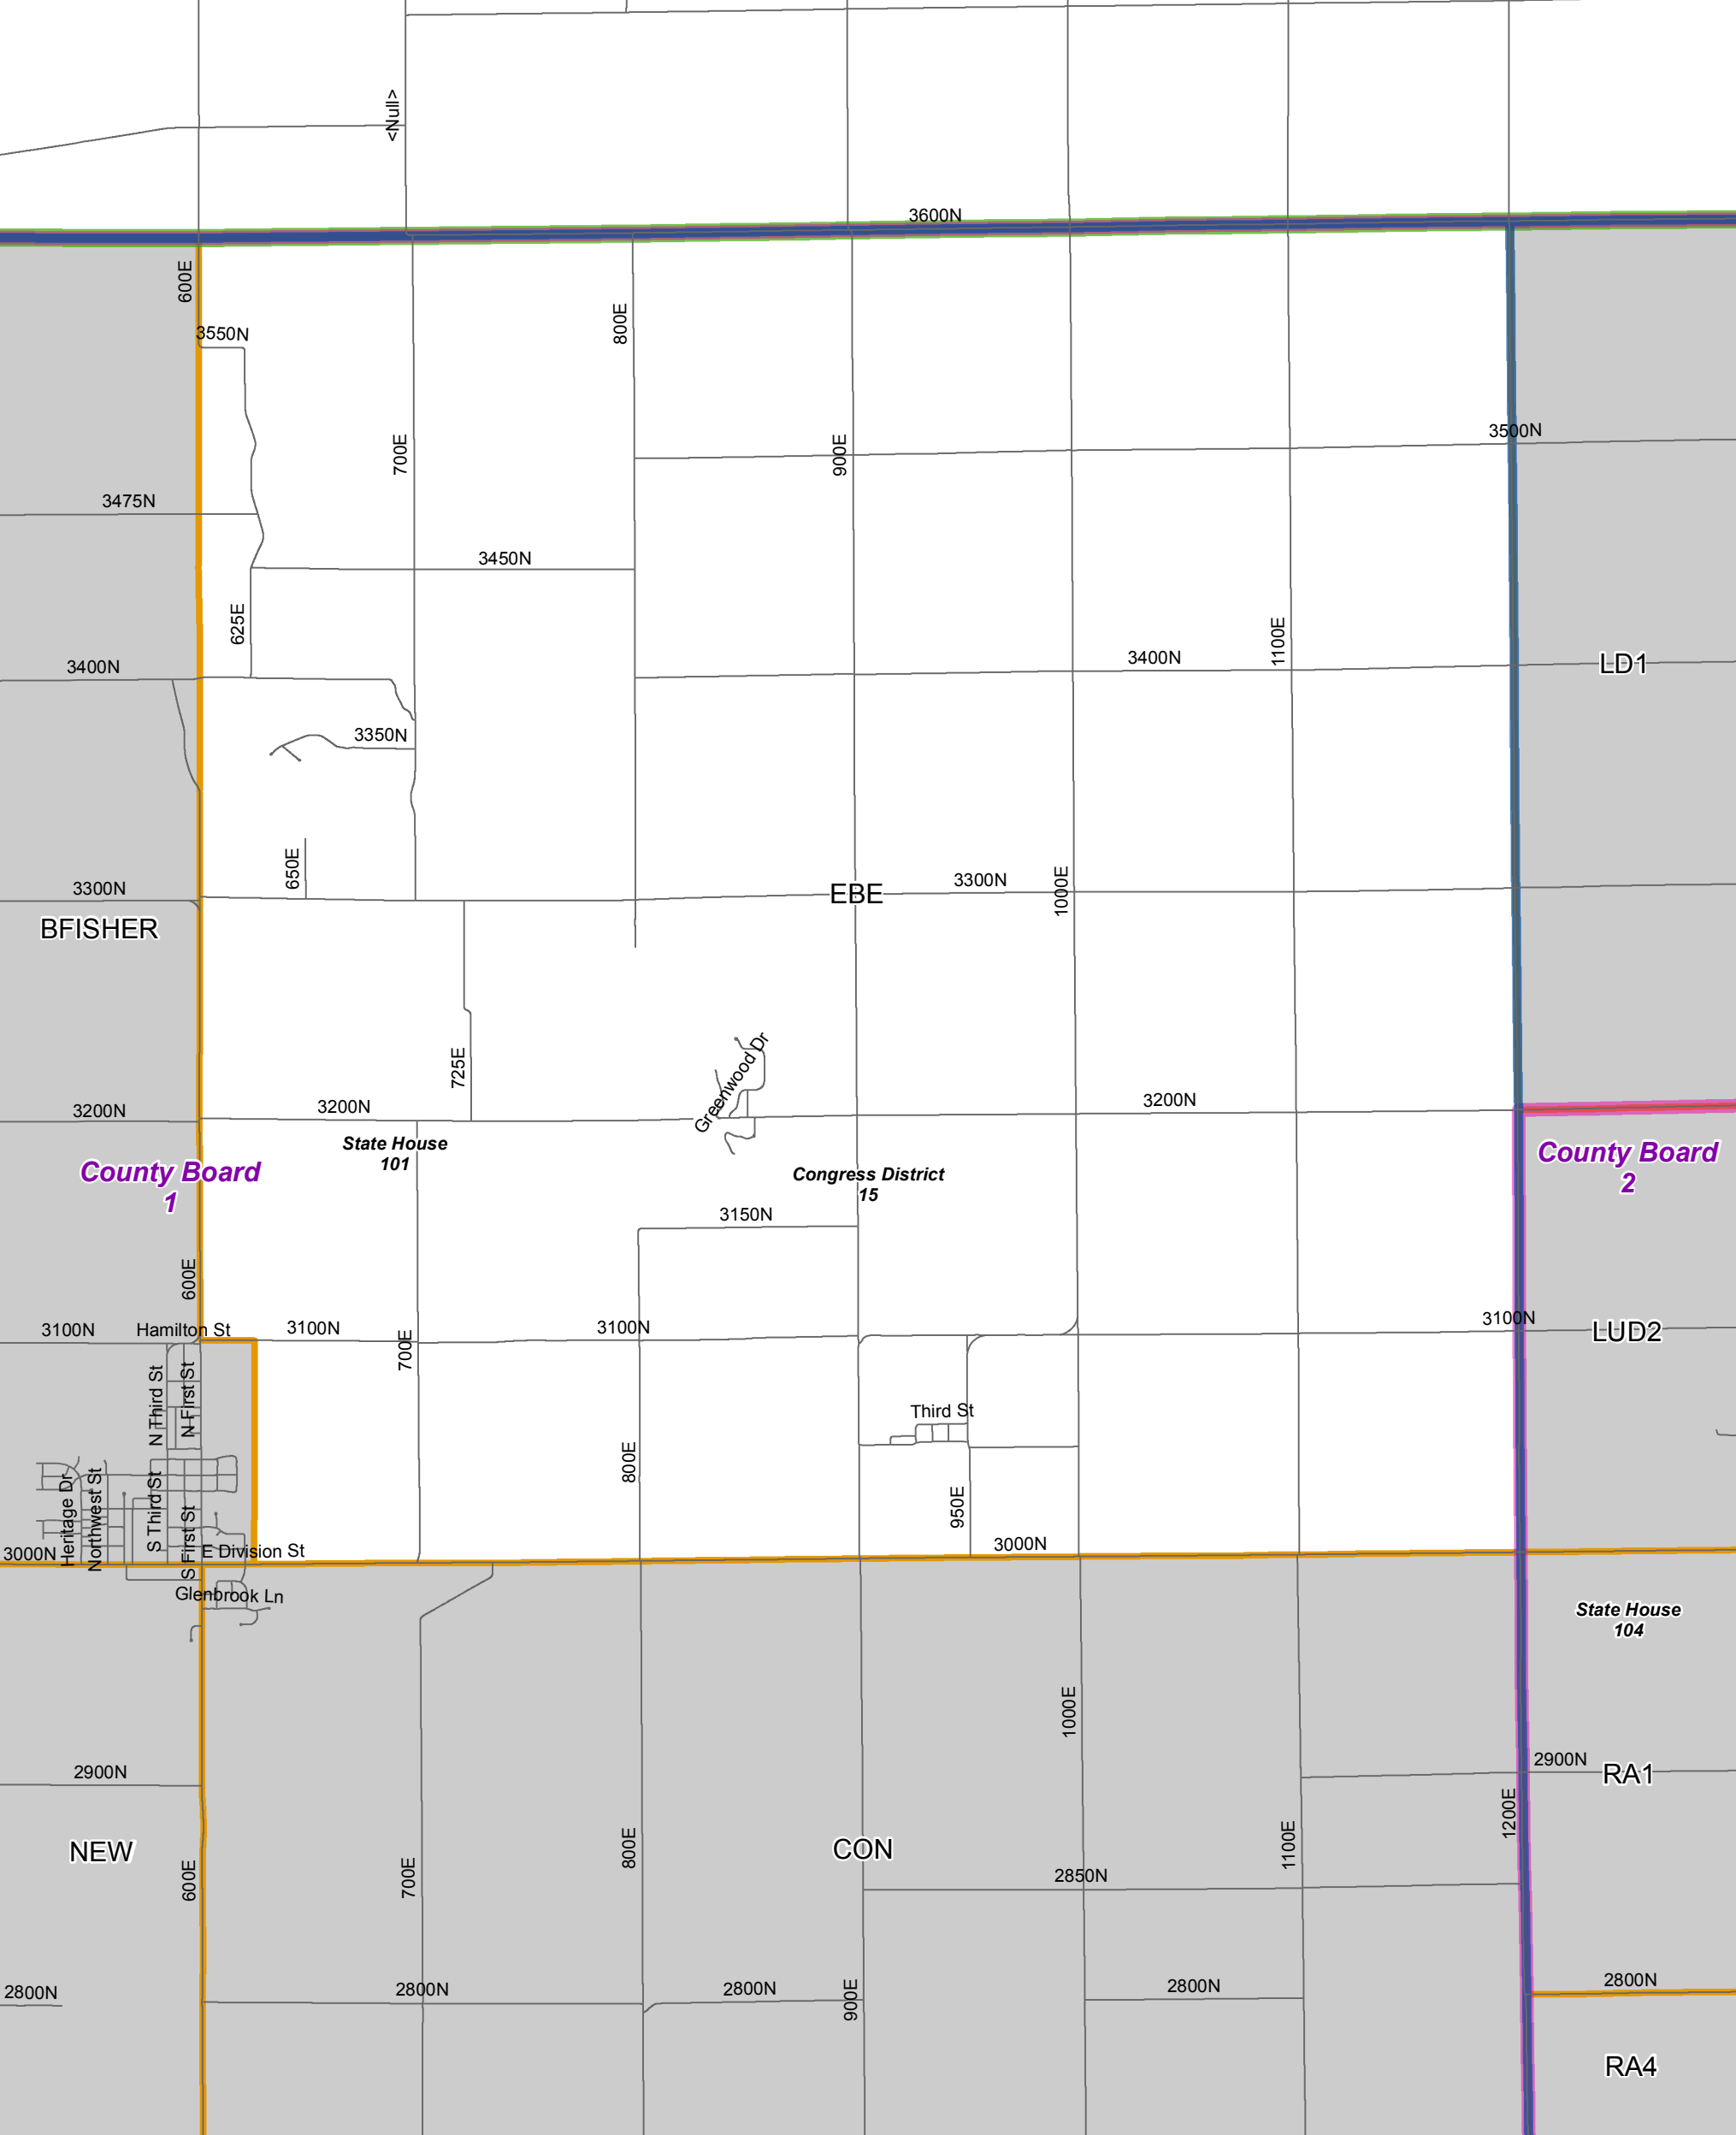 <Null>
3600N
600E
3550N
800E
700E
900E
3500N
3475N
3450N
625E
1100E
3400N
3400N
LD1
3350N
650E
3300N
3300N
1000E
EBE
BFISHER
725E
Greenwood Dr
3200N
3200N
3200N
State House
101
County Board
1
Congress District
15
County Board
2
3150N
600E
3100N
Hamilton St
3100N
3100N
700E
3100N
LUD2
N Third St
N First St
Third St
800E
950E
Heritage Dr
Northwest St
S Third St
S First St
3000N
E Division St
3000N
Glenbrook Ln
State House
104
1000E
2900N
2900N
RA1
1200E
NEW
600E
700E
800E
CON
1100E
2850N
2800N
2800N
2800N
900E
2800N
2800N
RA4